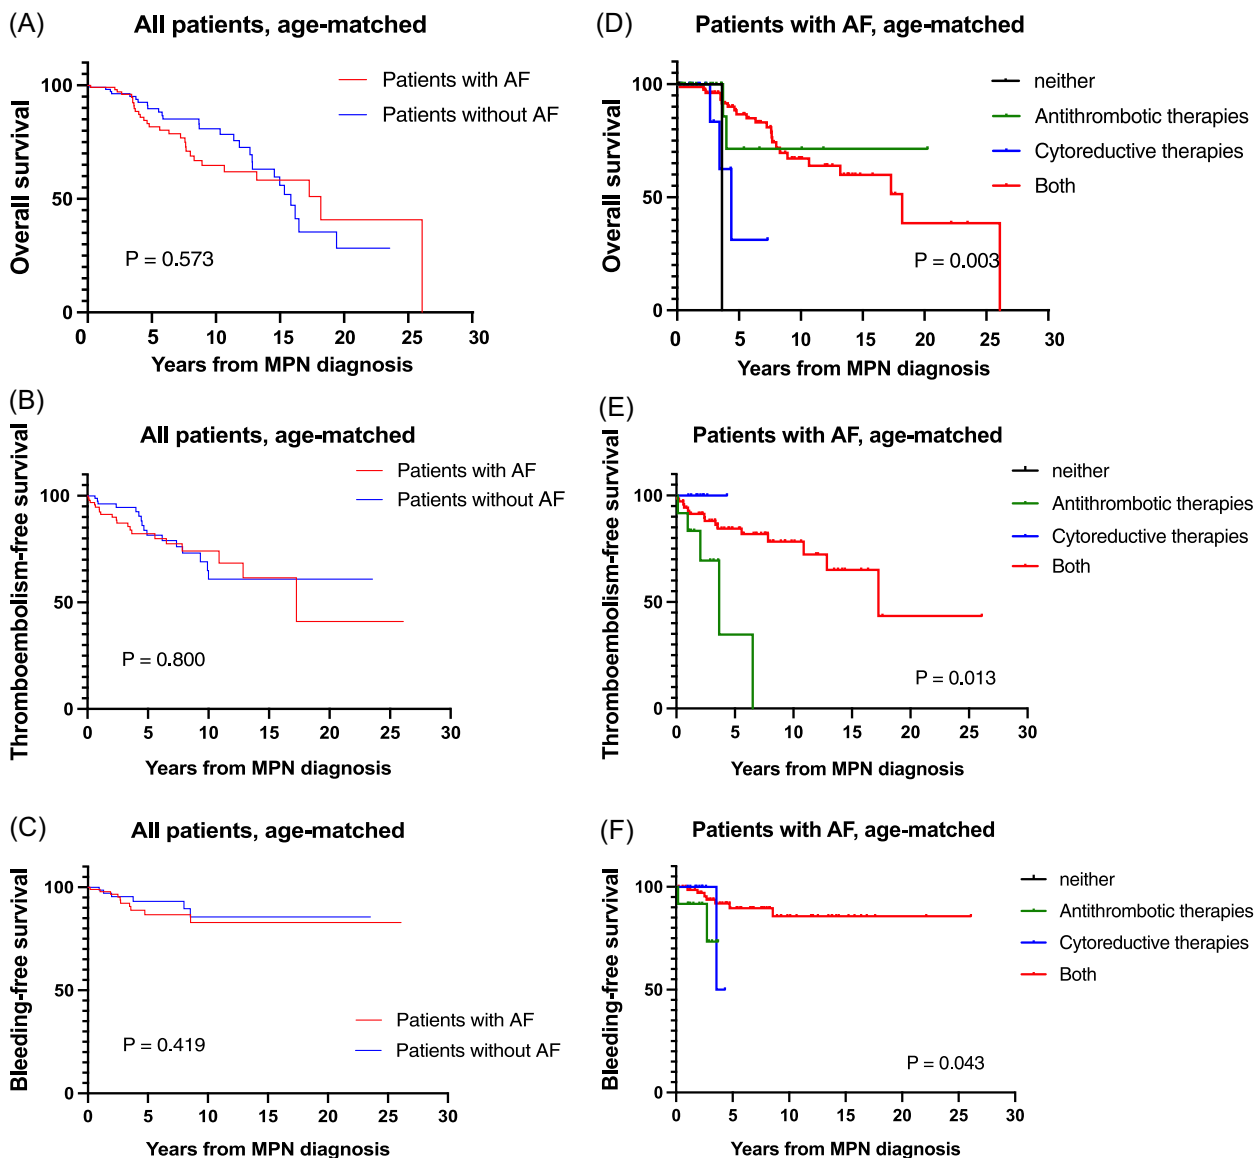 (A)
All patients, age-matched
Patients with AF
Patients without AF
Overall survival
100
50
0
P = 0.573
0 5 10 15 20 25 30
Years from MPN diagnosis
(B)
All patients, age-matched
Patients with AF
Patients without AF
Thromboembolism-free survival
100
50
0
P = 0.800
0 5 10 15 20 25 30
Years from MPN diagnosis
(C)
All patients, age-matched
Bleeding-free survival
100
50
0
Patients with AF
Patients without AF
P = 0.419
0 5 10 15 20 25 30
Years from MPN diagnosis
(D)
Patients with AF, age-matched
neither
Antithrombotic therapies
Cytoreductive therapies
Both
Overall survival
100
50
0
P = 0.003
0 5 10 15 20 25 30
Years from MPN diagnosis
(E)
Patients with AF, age-matched
neither
Antithrombotic therapies
Cytoreductive therapies
Both
Thromboembolism-free survival
100
50
0
P = 0.013
0 5 10 15 20 25 30
Years from MPN diagnosis
(F)
Patients with AF, age-matched
neither
Antithrombotic therapies
Cytoreductive therapies
Both
Bleeding-free survival
100
50
0
P = 0.043
0 5 10 15 20 25 30
Years from MPN diagnosis